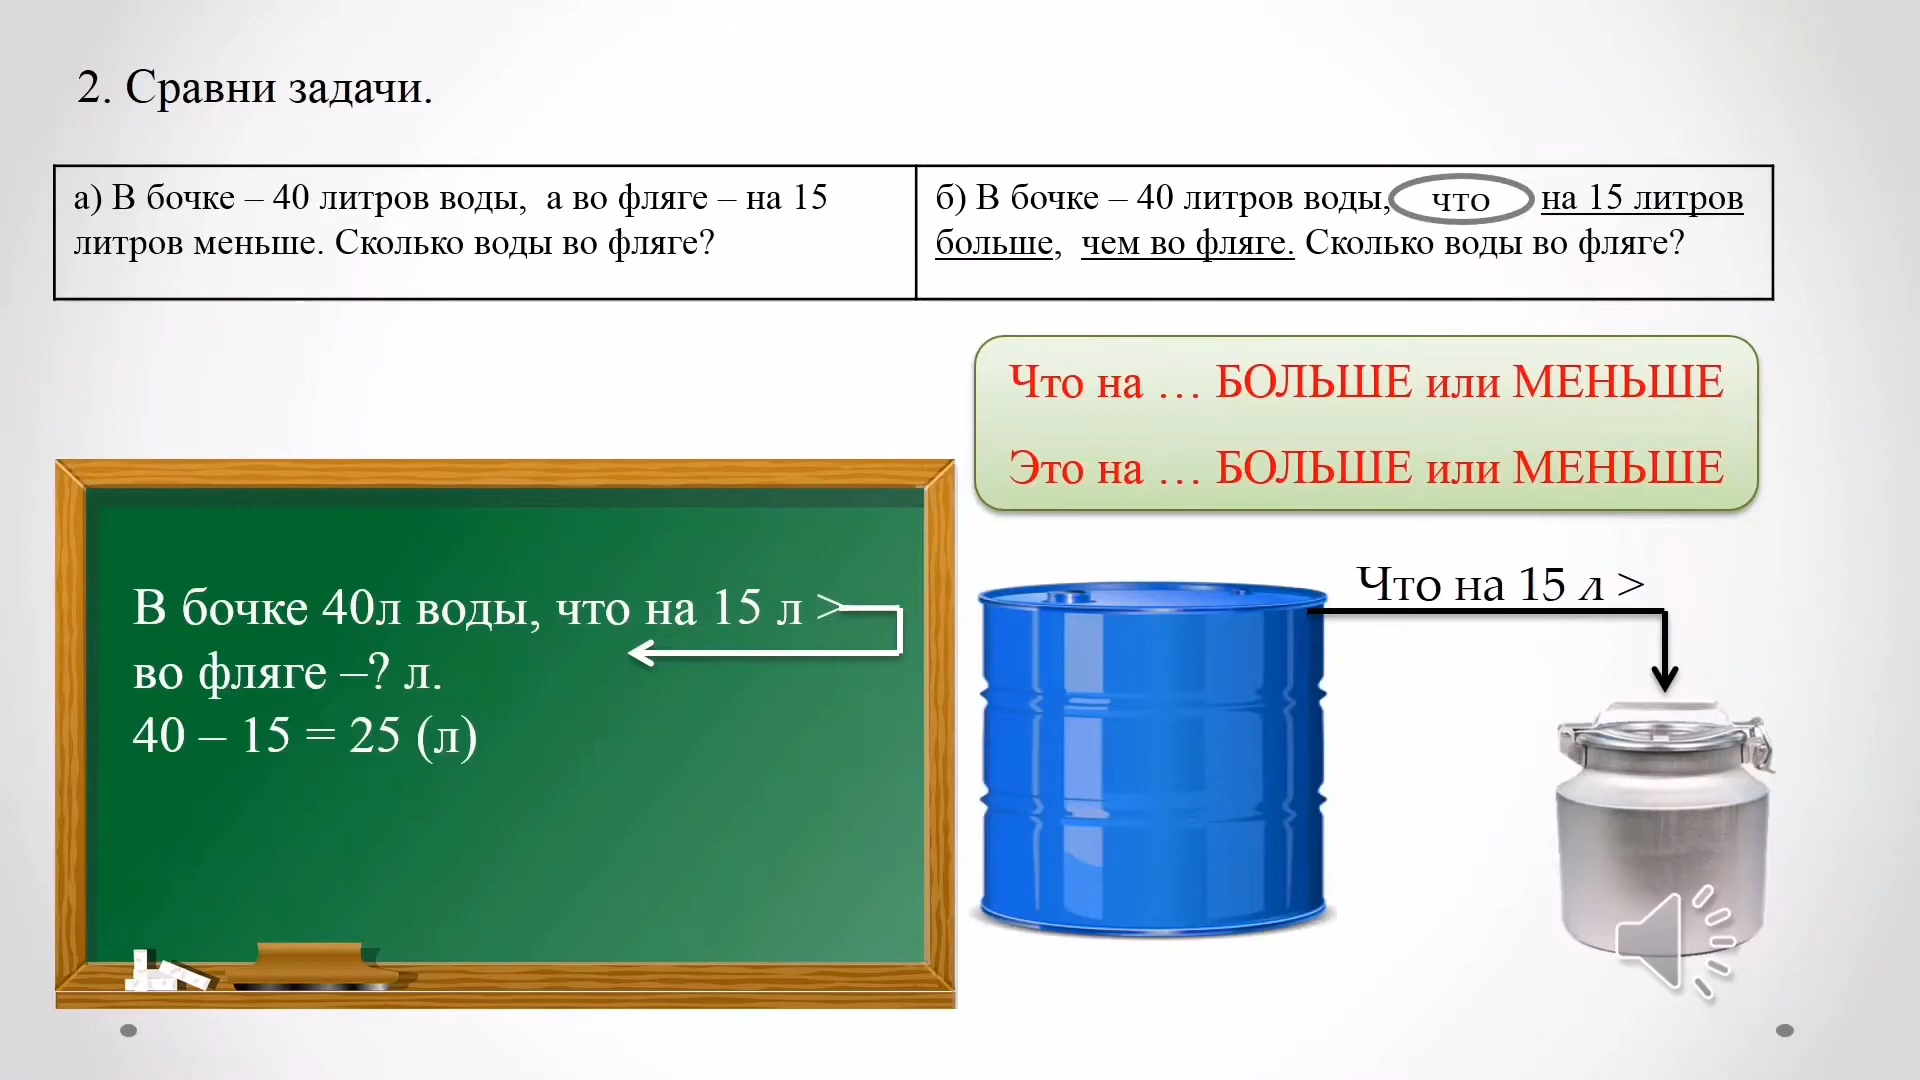 2. Сравни задачи.
а) В бочке – 40 литров воды, а во фляге – на 15
литров меньше. Сколько воды во фляге?
б) В бочке – 40 литров воды, что на 15 литров
больше, чем во фляге. Сколько воды во фляге?
Что на … БОЛЬШЕ или МЕНЬШЕ
Это на … БОЛЬШЕ или МЕНЬШЕ
В бочке 40л воды, что на 15 л >
во фляге –? л.
40 – 15 = 25 (л)
Что на 15 л >